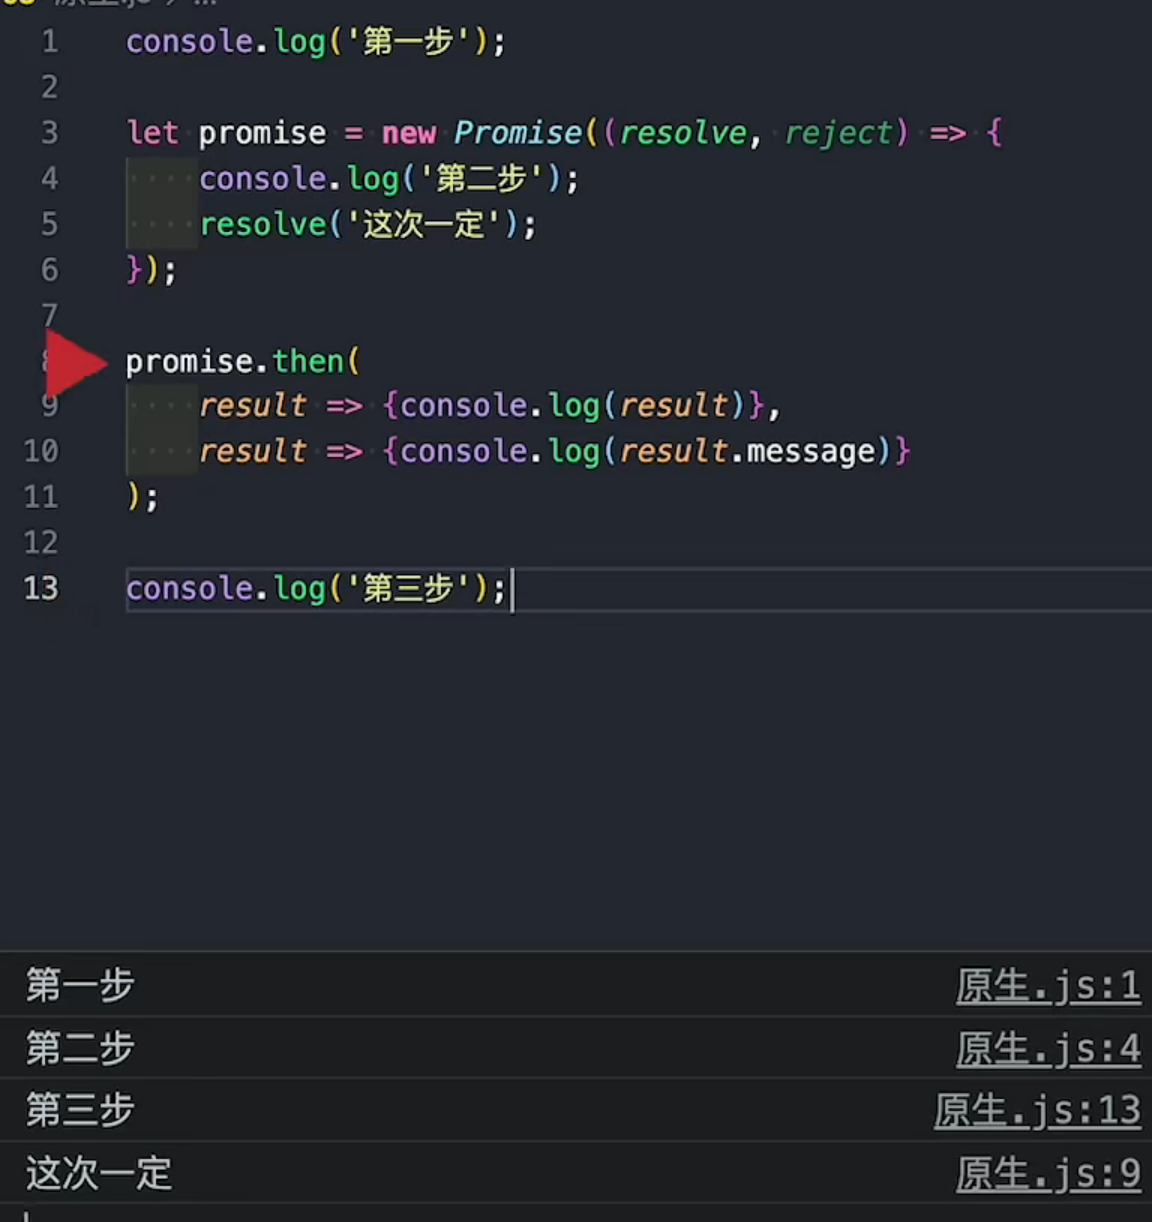 1 console.log('第一步');
2
3 let promise = new Promise((resolve, reject) => {
4 console.log('第二步');
5 resolve('这次一定');
6 });
7
promise.then(
9 result => {console.log(result)},
10 result => {console.log(result.message)}
11 );
12
13 console.log('第三步');
第一步 原生.js:1
第二步 原生.js:4
第三步 原生.js:13
这次一定 原生.js:9